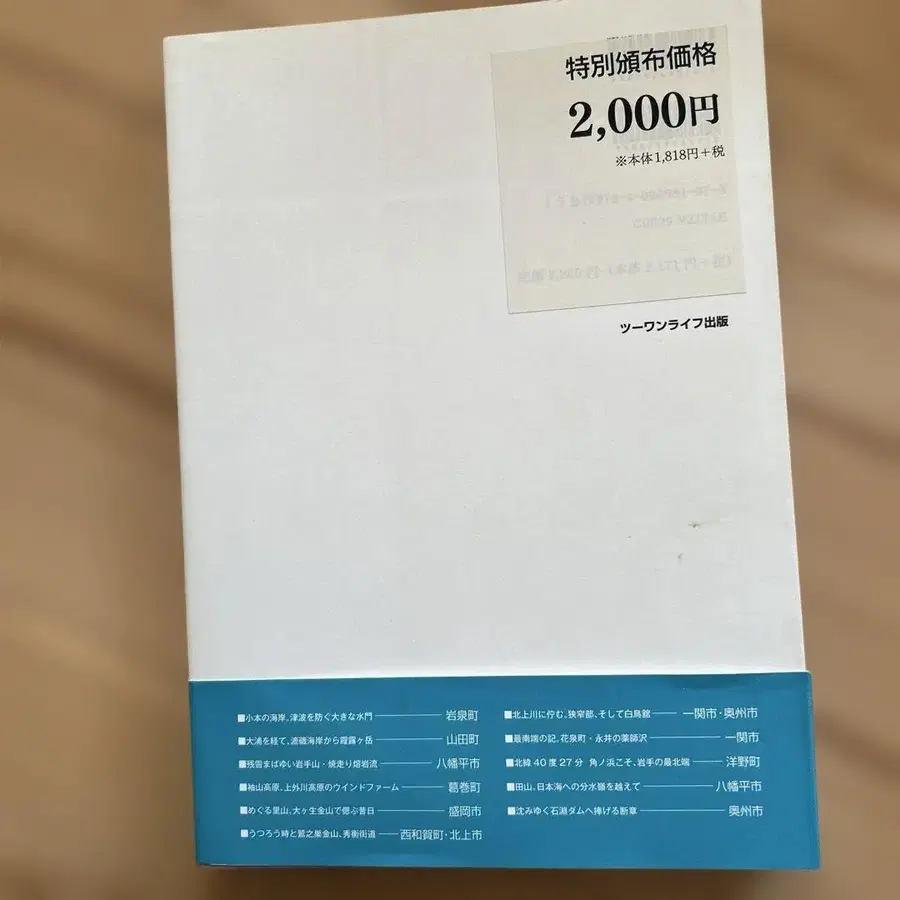 特別頒布価格
2,000円
※本体1,818円+税
ツーワンライフ出版
■小本の海岸、津波を防ぐ大きな水門 岩泉町
■大浦を経て、漉磯海岸から霞露ヶ岳 山田町
■残雪まばゆい岩手山・焼走り熔岩流 八幡平市
■袖山高原、上外川高原のウインドファーム 葛巻町
■めぐる里山、大ヶ生金山で偲ぶ昔日 盛岡市
■うつろう時と鷲之巣金山、秀衡街道 西和賀町・北上市
■北上川に佇む、狭窄部、そして白鳥舘 一関市・奥州市
■最南端の記。花泉町・永井の薬師沢 一関市
■北緯40度27分 角ノ浜こそ、岩手の最北端 洋野町
■田山、日本海への分水嶺を越えて 八幡平市
■沈みゆく石淵ダムへ捧げる断章 奥州市